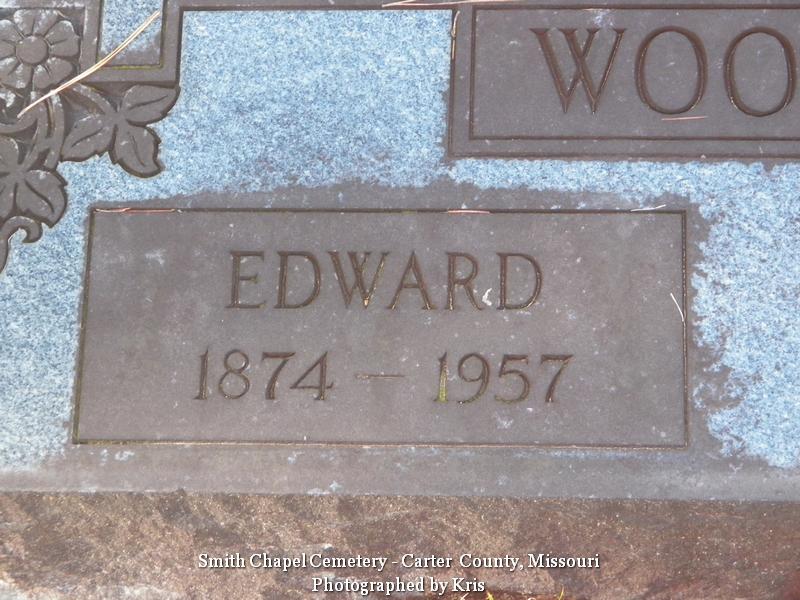 WOO
EDWARD
1874 – 1957
Smith Chapel Cemetery - Carter County, Missouri
Photographed by Kris